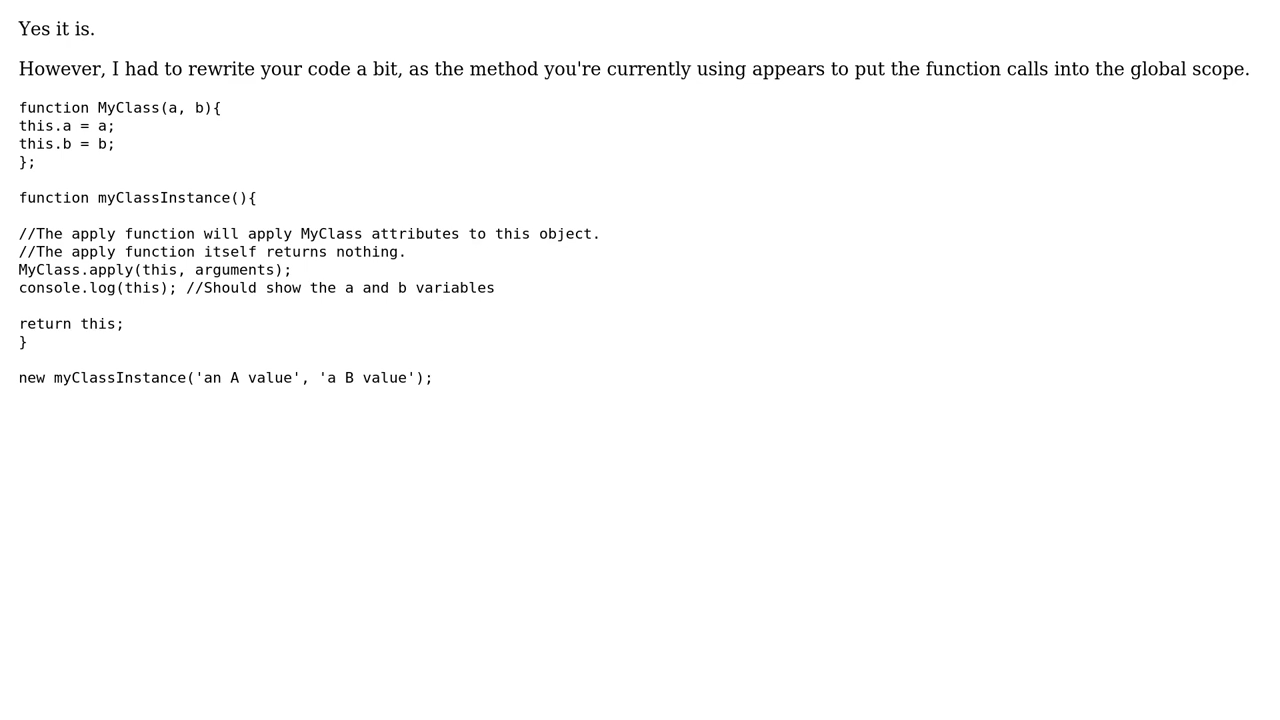 Yes it is.
However, I had to rewrite your code a bit, as the method you're currently using appears to put the function calls into the global scope.
function MyClass(a, b){
this.a = a;
this.b = b;
};
function myClassInstance(){
//The apply function will apply MyClass attributes to this object.
//The apply function itself returns nothing.
MyClass.apply(this, arguments);
console.log(this); //Should show the a and b variables
return this;
}
new myClassInstance('an A value', 'a B value');